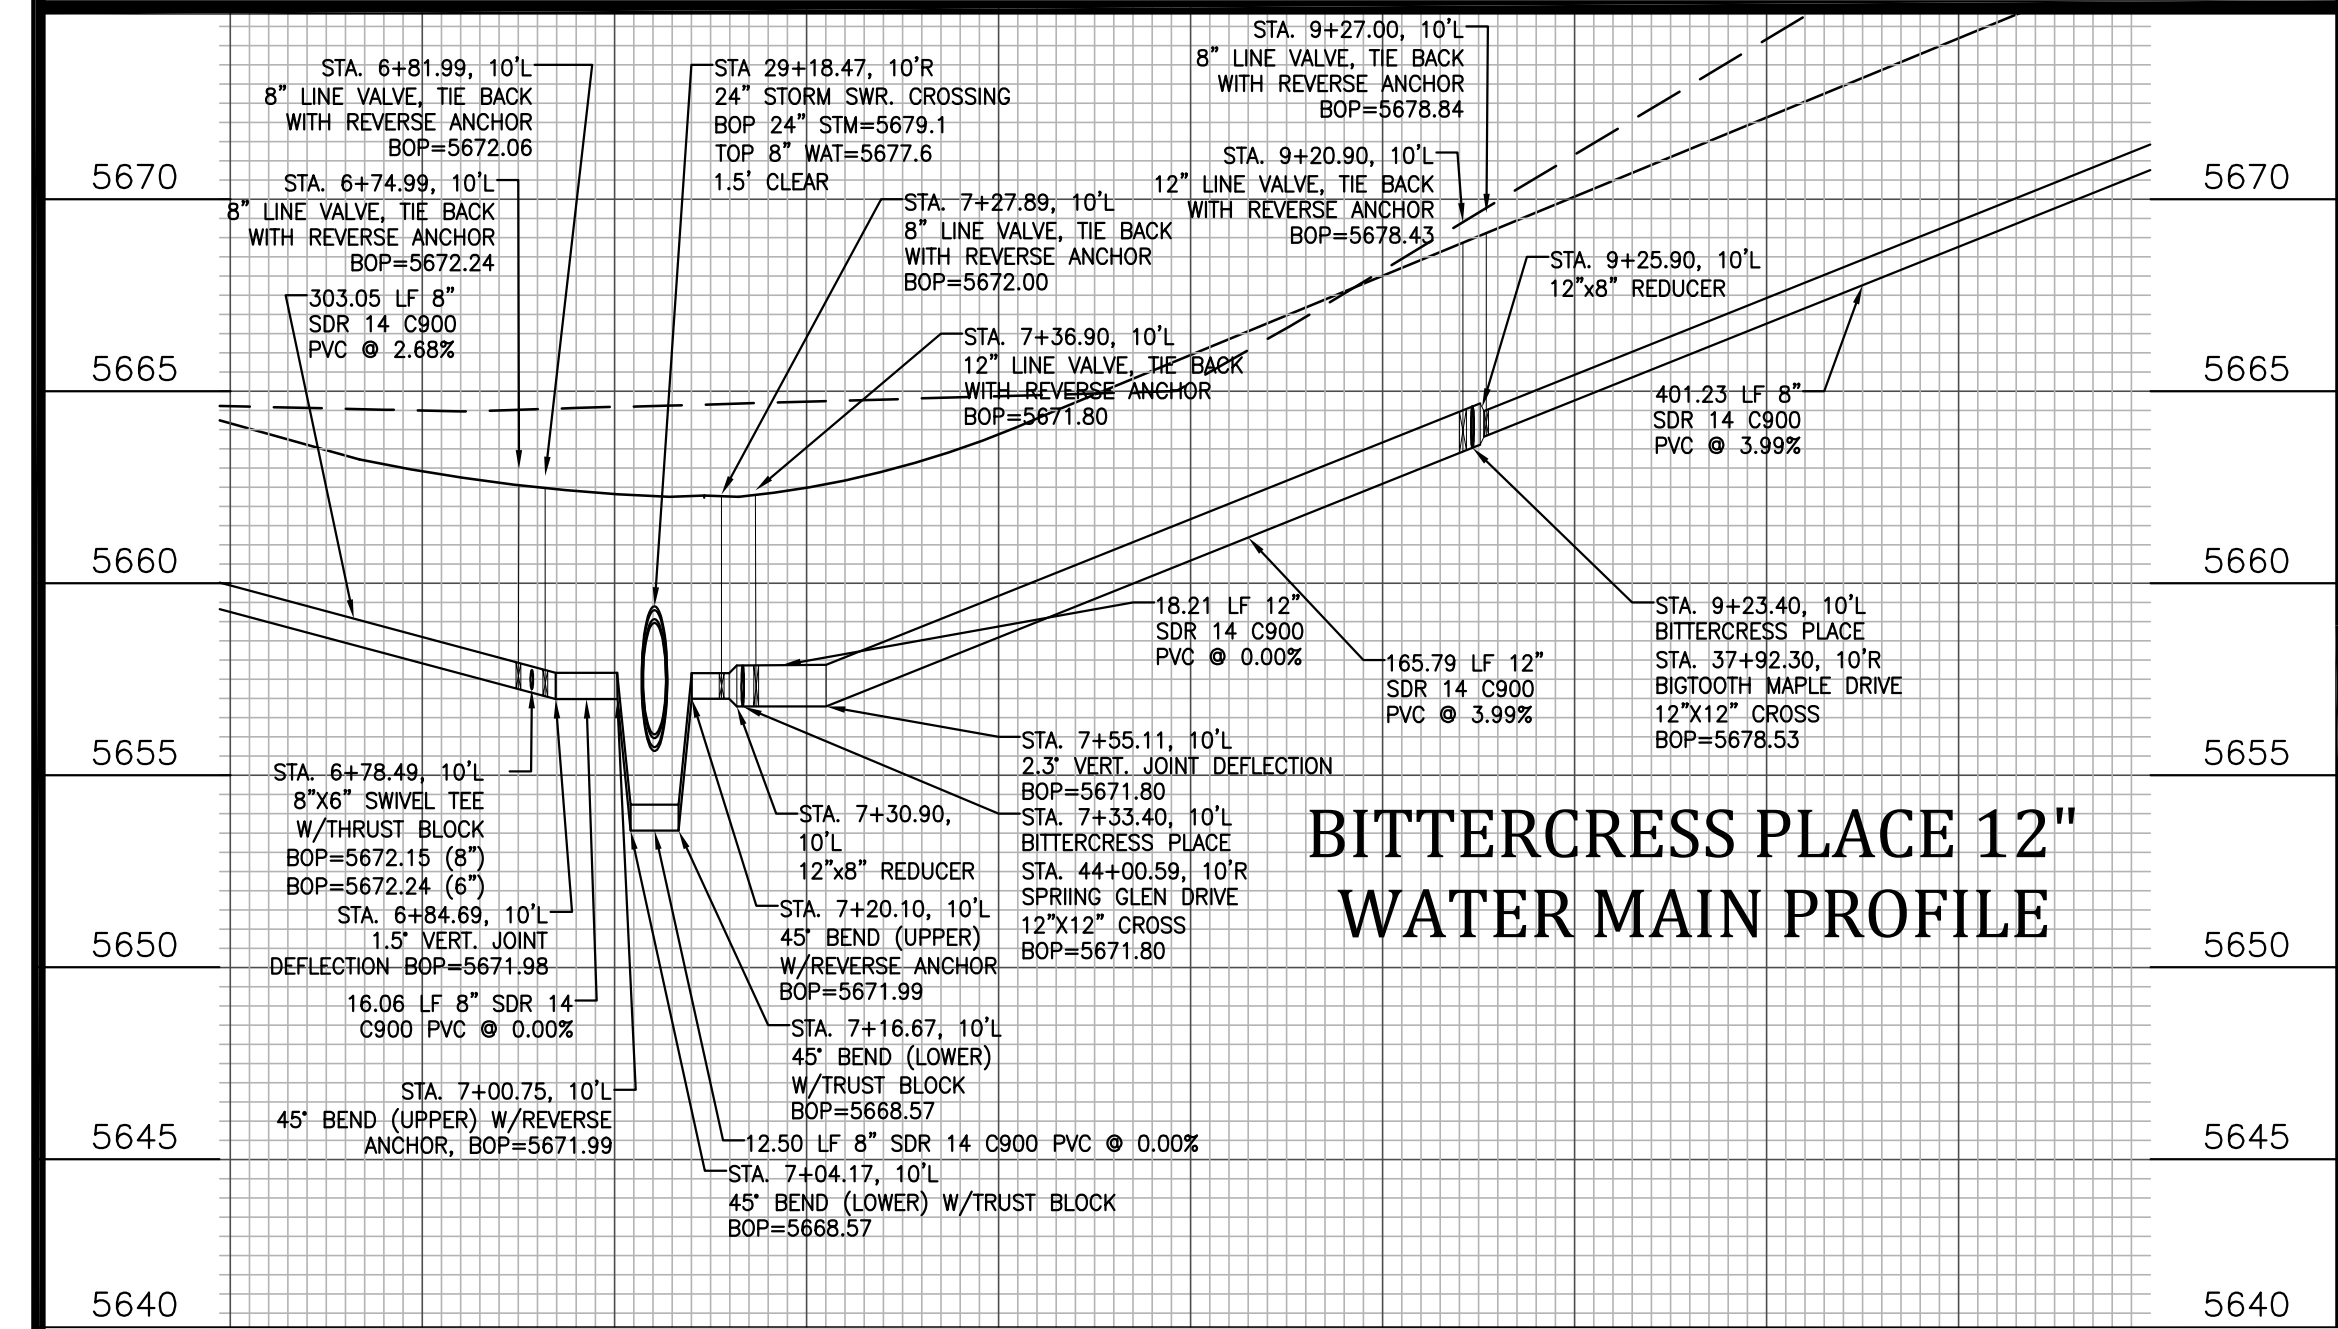 STA. 6+81.99, 10'L
8" LINE VALVE, TIE BACK
WITH REVERSE ANCHOR
BOP=5672.06
STA. 6+74.99, 10'L
8" LINE VALVE, TIE BACK
WITH REVERSE ANCHOR
BOP=5672.24
303.05 LF 8"
SDR 14 C900
PVC @ 2.68%
STA 29+18.47, 10'R
24" STORM SWR. CROSSING
BOP 24" STM=5679.1
TOP 8" WAT=5677.6
1.5' CLEAR
STA. 7+27.89, 10'L
8" LINE VALVE, TIE BACK
WITH REVERSE ANCHOR
BOP=5672.00
STA. 7+36.90, 10'L
12" LINE VALVE, TIE BACK
WITH REVERSE ANCHOR
BOP=5671.80
STA. 9+27.00, 10'L
8" LINE VALVE, TIE BACK
WITH REVERSE ANCHOR
BOP=5678.84
STA. 9+20.90, 10'L
12" LINE VALVE, TIE BACK
WITH REVERSE ANCHOR
BOP=5678.43
STA. 9+25.90, 10'L
12"x8" REDUCER
401.23 LF 8"
SDR 14 C900
PVC @ 3.99%
5670
5665
5660
5655
5650
5645
5640
5670
5665
5660
5655
5650
5645
5640
18.21 LF 12"
SDR 14 C900
PVC @ 0.00%
165.79 LF 12"
SDR 14 C900
PVC @ 3.99%
STA. 9+23.40, 10'L
BITTERCRESS PLACE
STA. 37+92.30, 10'R
BIGTOOTH MAPLE DRIVE
12"X12" CROSS
BOP=5678.53
STA. 6+78.49, 10'L
8"X6" SWIVEL TEE
W/THRUST BLOCK
BOP=5672.15 (8")
BOP=5672.24 (6")
STA. 6+84.69, 10'L
1.5° VERT. JOINT
DEFLECTION BOP=5671.98
16.06 LF 8" SDR 14
C900 PVC @ 0.00%
STA. 7+00.75, 10'L
45° BEND (UPPER) W/REVERSE
ANCHOR, BOP=5671.99
STA. 7+30.90,
10'L
12"x8" REDUCER
STA. 7+20.10, 10'L
45° BEND (UPPER)
W/REVERSE ANCHOR
BOP=5671.99
STA. 7+16.67, 10'L
45° BEND (LOWER)
W/TRUST BLOCK
BOP=5668.57
12.50 LF 8" SDR 14 C900 PVC @ 0.00%
STA. 7+04.17, 10'L
45° BEND (LOWER) W/TRUST BLOCK
BOP=5668.57
STA. 7+55.11, 10'L
2.3° VERT. JOINT DEFLECTION
BOP=5671.80
STA. 7+33.40, 10'L
BITTERCRESS PLACE
STA. 44+00.59, 10'R
SPRIING GLEN DRIVE
12"X12" CROSS
BOP=5671.80
BITTERCRESS PLACE 12"
WATER MAIN PROFILE